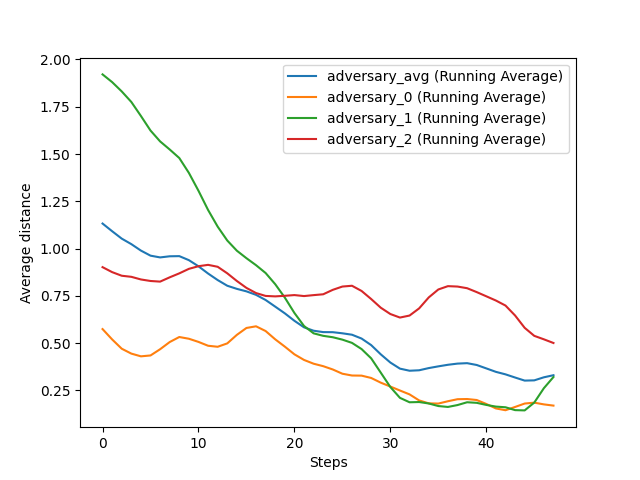 2.00
1.75
1.50
1.25
1.00
0.75
0.50
0.25
Average distance
adversary_avg (Running Average)
adversary_0 (Running Average)
adversary_1 (Running Average)
adversary_2 (Running Average)
0 10 20 30 40
Steps